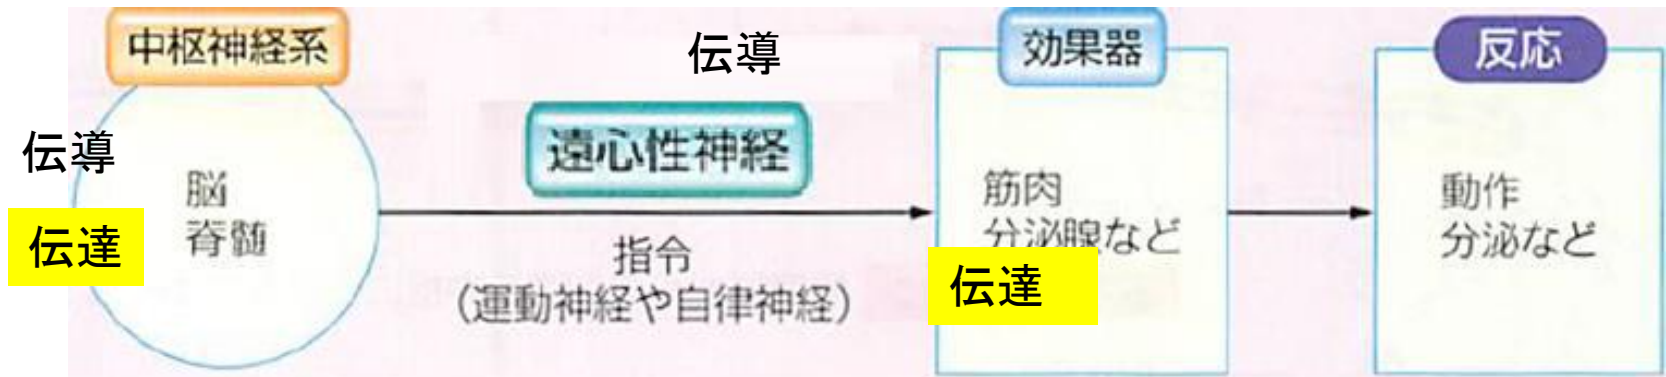 中枢神経系
伝導
効果器
反応
伝導
遠心性神経
脳
脊髄
伝達
指令
(運動神経や自律神経)
筋肉
分泌腺など
伝達
動作
分泌など